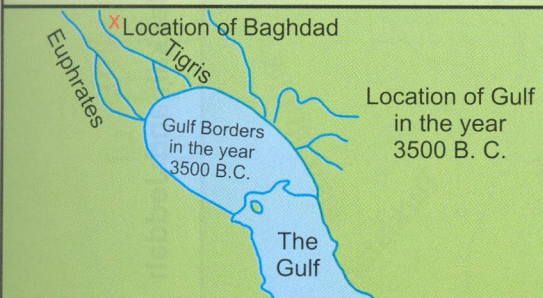 x Location of Baghdad
Euphrates
Tigris
Location of Gulf
in the year
3500 B. C.
Gulf Borders
in the year
3500 B.C.
The
Gulf